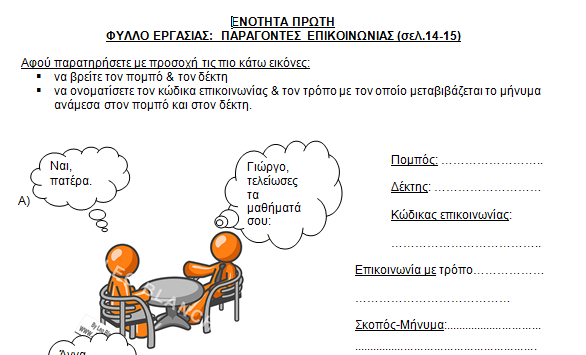 ΕΝΟΤΗΤΑ ΠΡΩΤΗ
ΦΥΛΛΟ ΕΡΓΑΣΙΑΣ: ΠΑΡΑΓΟΝΤΕΣ ΕΠΙΚΟΙΝΩΝΙΑΣ (σελ.14-15)
Αφού παρατηρήσετε με προσοχή τις πιο κάτω εικόνες:
▪ να βρείτε τον πομπό & τον δέκτη
▪ να ονοματίσετε τον κώδικα επικοινωνίας & τον τρόπο με τον οποίο μεταβιβάζεται το μήνυμα
ανάμεσα στον πομπό και στον δέκτη.
Α)
Ναι,
πατέρα.
Γιώργο,
τελείωσες
τα
μαθήματά
σου:
Πομπός: ……………………..
Δέκτης: ………………………
Κώδικας επικοινωνίας:
………………………………..
Επικοινωνία με τρόπο………………
…………………………………
Σκοπός-Μήνυμα:...............................
............................................................
Άννα